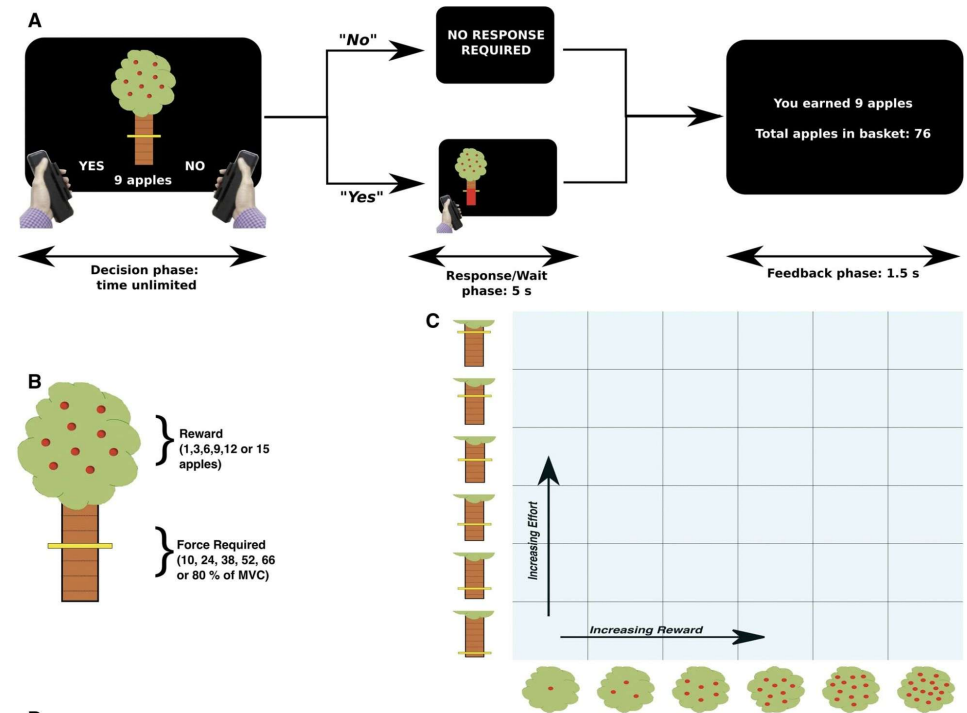 A
"No"
NO RESPONSE
REQUIRED
YES
NO
9 apples
"Yes"
You earned 9 apples
Total apples in basket: 76
Decision phase:
time unlimited
Response/Wait
phase: 5 s
Feedback phase: 1.5 s
B
Reward
(1,3,6,9,12 or 15
apples)
Force Required
(10, 24, 38, 52, 66
or 80 % of MVC)
C
Increasing Effort
Increasing Reward